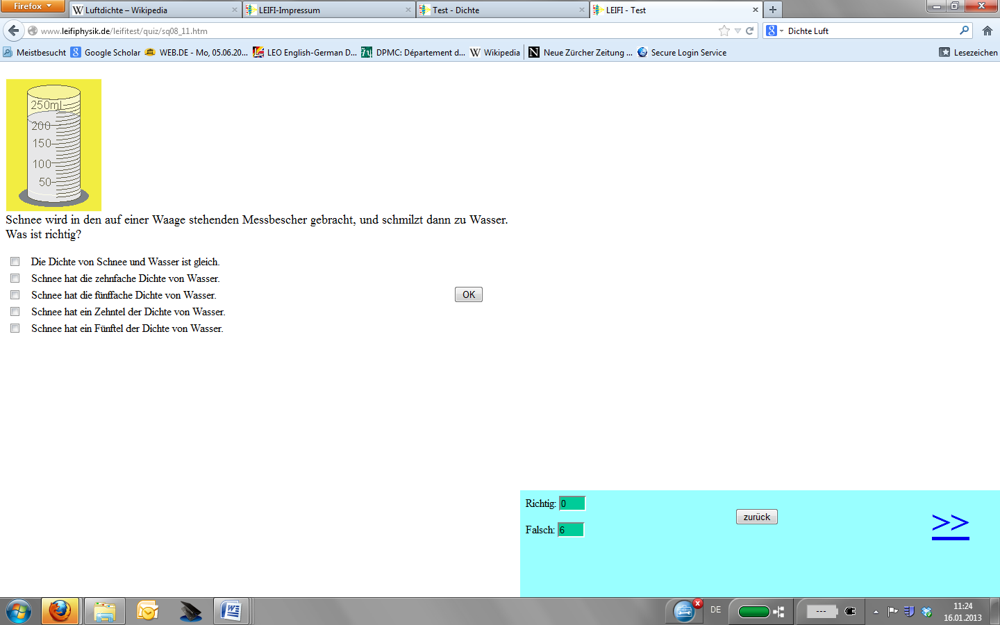 Firefox
Luftdichte – Wikipedia
LEIFI-Impressum
Test - Dichte
LEIFI - Test
www.leifiphysik.de/leifitest/quiz/sq08_11.htm
Dichte Luft
Meistbesucht
Google Scholar
WEB.DE - Mo, 05.06.20...
LEO English-German D...
DPMC: Département d...
Wikipedia
Neue Zürcher Zeitung ...
Secure Login Service
Lesezeichen
250ml
200
150
100
50
Schnee wird in den auf einer Waage stehenden Messbescher gebracht, und schmilzt dann zu Wasser.
Was ist richtig?
Die Dichte von Schnee und Wasser ist gleich.
Schnee hat die zehnfache Dichte von Wasser.
Schnee hat die fünffache Dichte von Wasser.
Schnee hat ein Zehntel der Dichte von Wasser.
Schnee hat ein Fünftel der Dichte von Wasser.
OK
Richtig: 0
Falsch: 6
zurück
>>
DE
---
11:24
16.01.2013